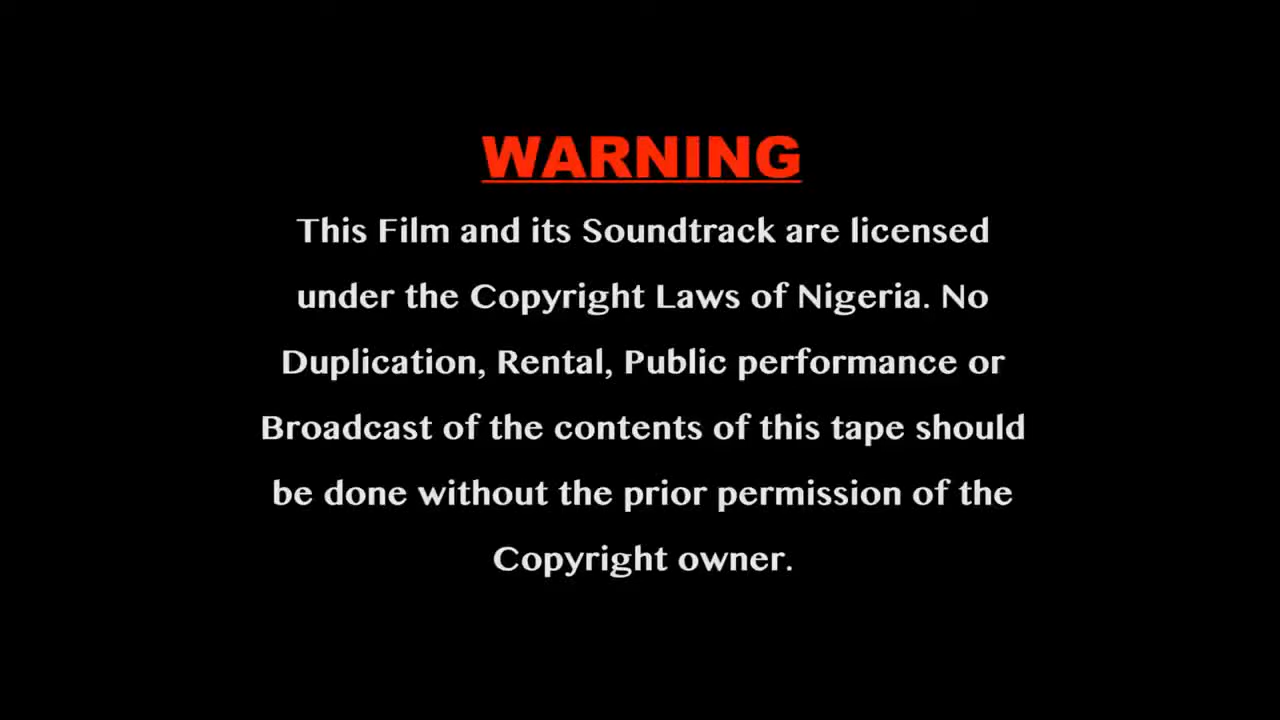 WARNING
This Film and its Soundtrack are licensed
under the Copyright Laws of Nigeria. No
Duplication, Rental, Public performance or
Broadcast of the contents of this tape should
be done without the prior permission of the
Copyright owner.